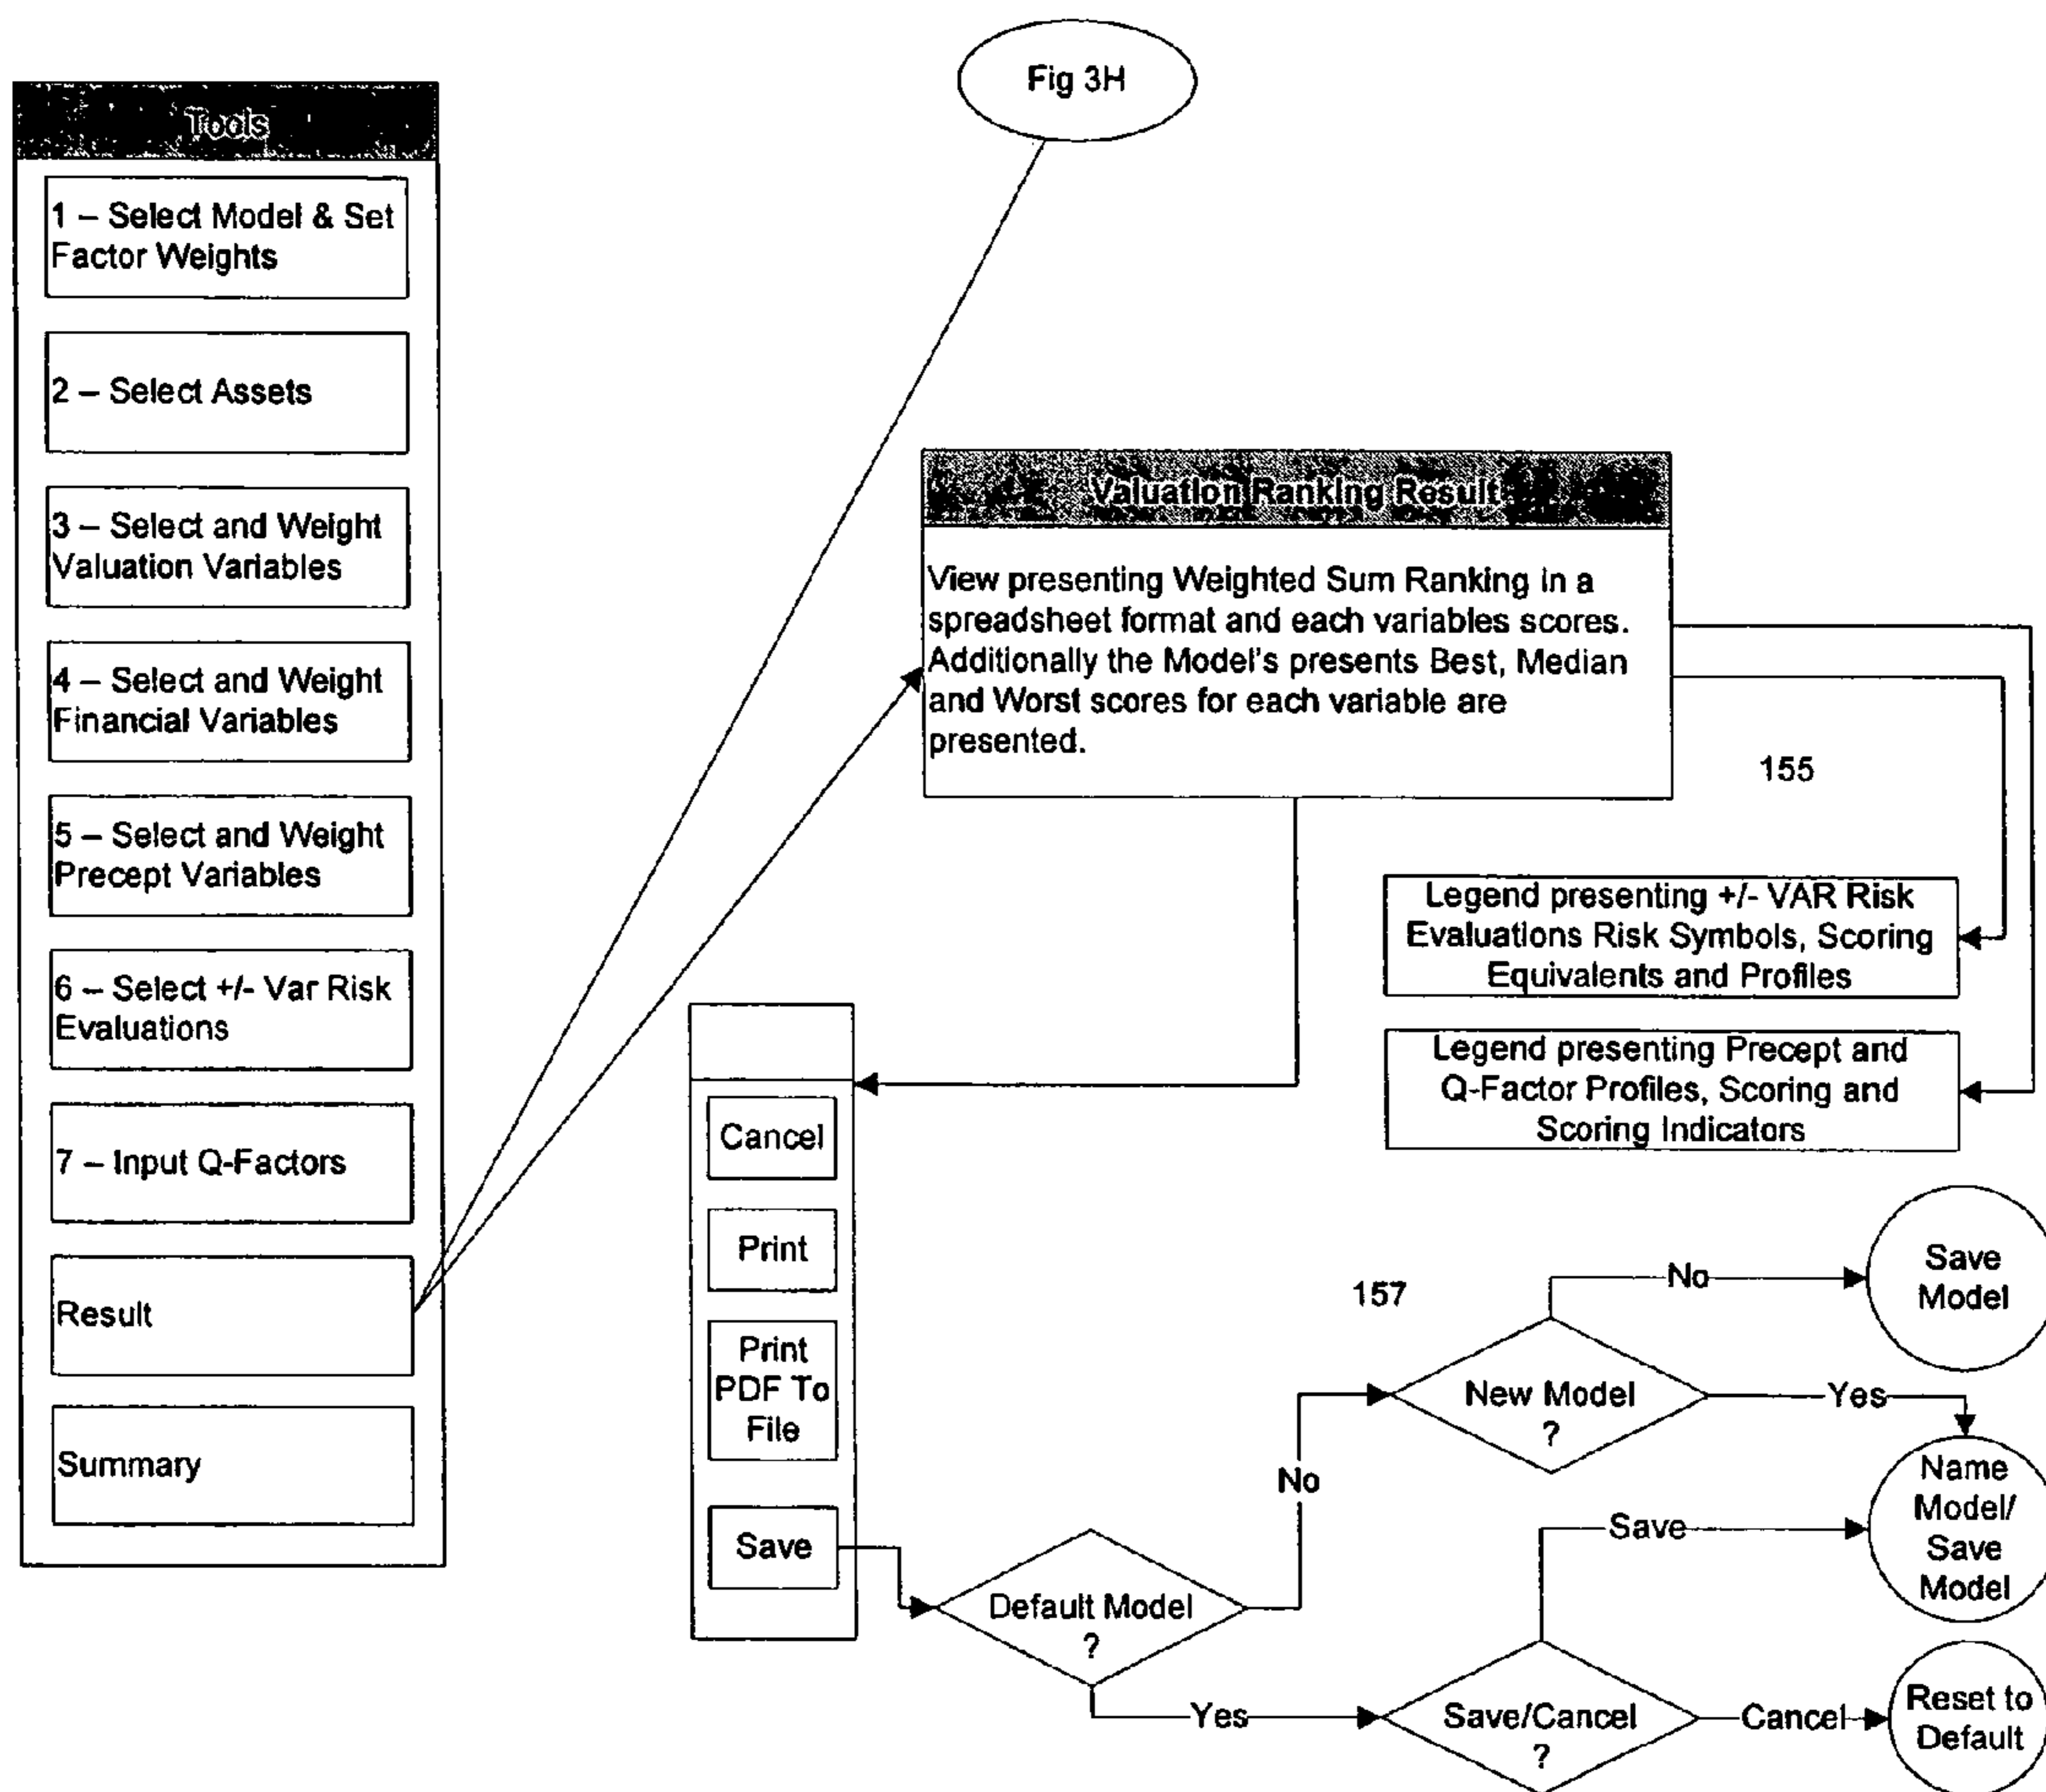 Fig 3H
Tools
1 – Select Model & Set
Factor Weights
2 – Select Assets
3 – Select and Weight
Valuation Variables
4 – Select and Weight
Financial Variables
5 – Select and Weight
Precept Variables
6 – Select +/- Var Risk
Evaluations
7 – Input Q-Factors
Result
Summary
Valuation Ranking Result
View presenting Weighted Sum Ranking in a
spreadsheet format and each variables scores.
Additionally the Model's presents Best, Median
and Worst scores for each variable are
presented.
155
Legend presenting +/- VAR Risk
Evaluations Risk Symbols, Scoring
Equivalents and Profiles
Legend presenting Precept and
Q-Factor Profiles, Scoring and
Scoring Indicators
Cancel
Print
Print
PDF To
File
Save
157
Default Model
?
No
Yes
New Model
?
No
Yes
Save
Model
Name
Model/
Save
Model
Save/Cancel
?
Save
Cancel
Reset to
Default